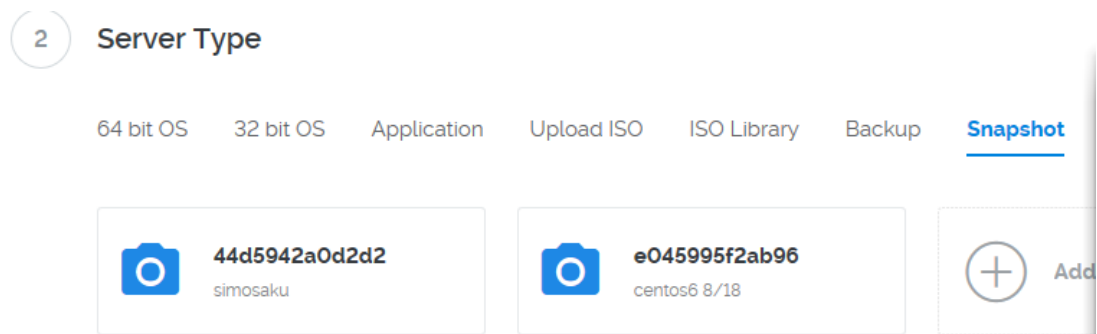 2 Server Type
64 bit OS 32 bit OS Application Upload ISO ISO Library Backup Snapshot
44d5942a0d2d2 e045995f2ab96
simosaku centos6 8/18 Add